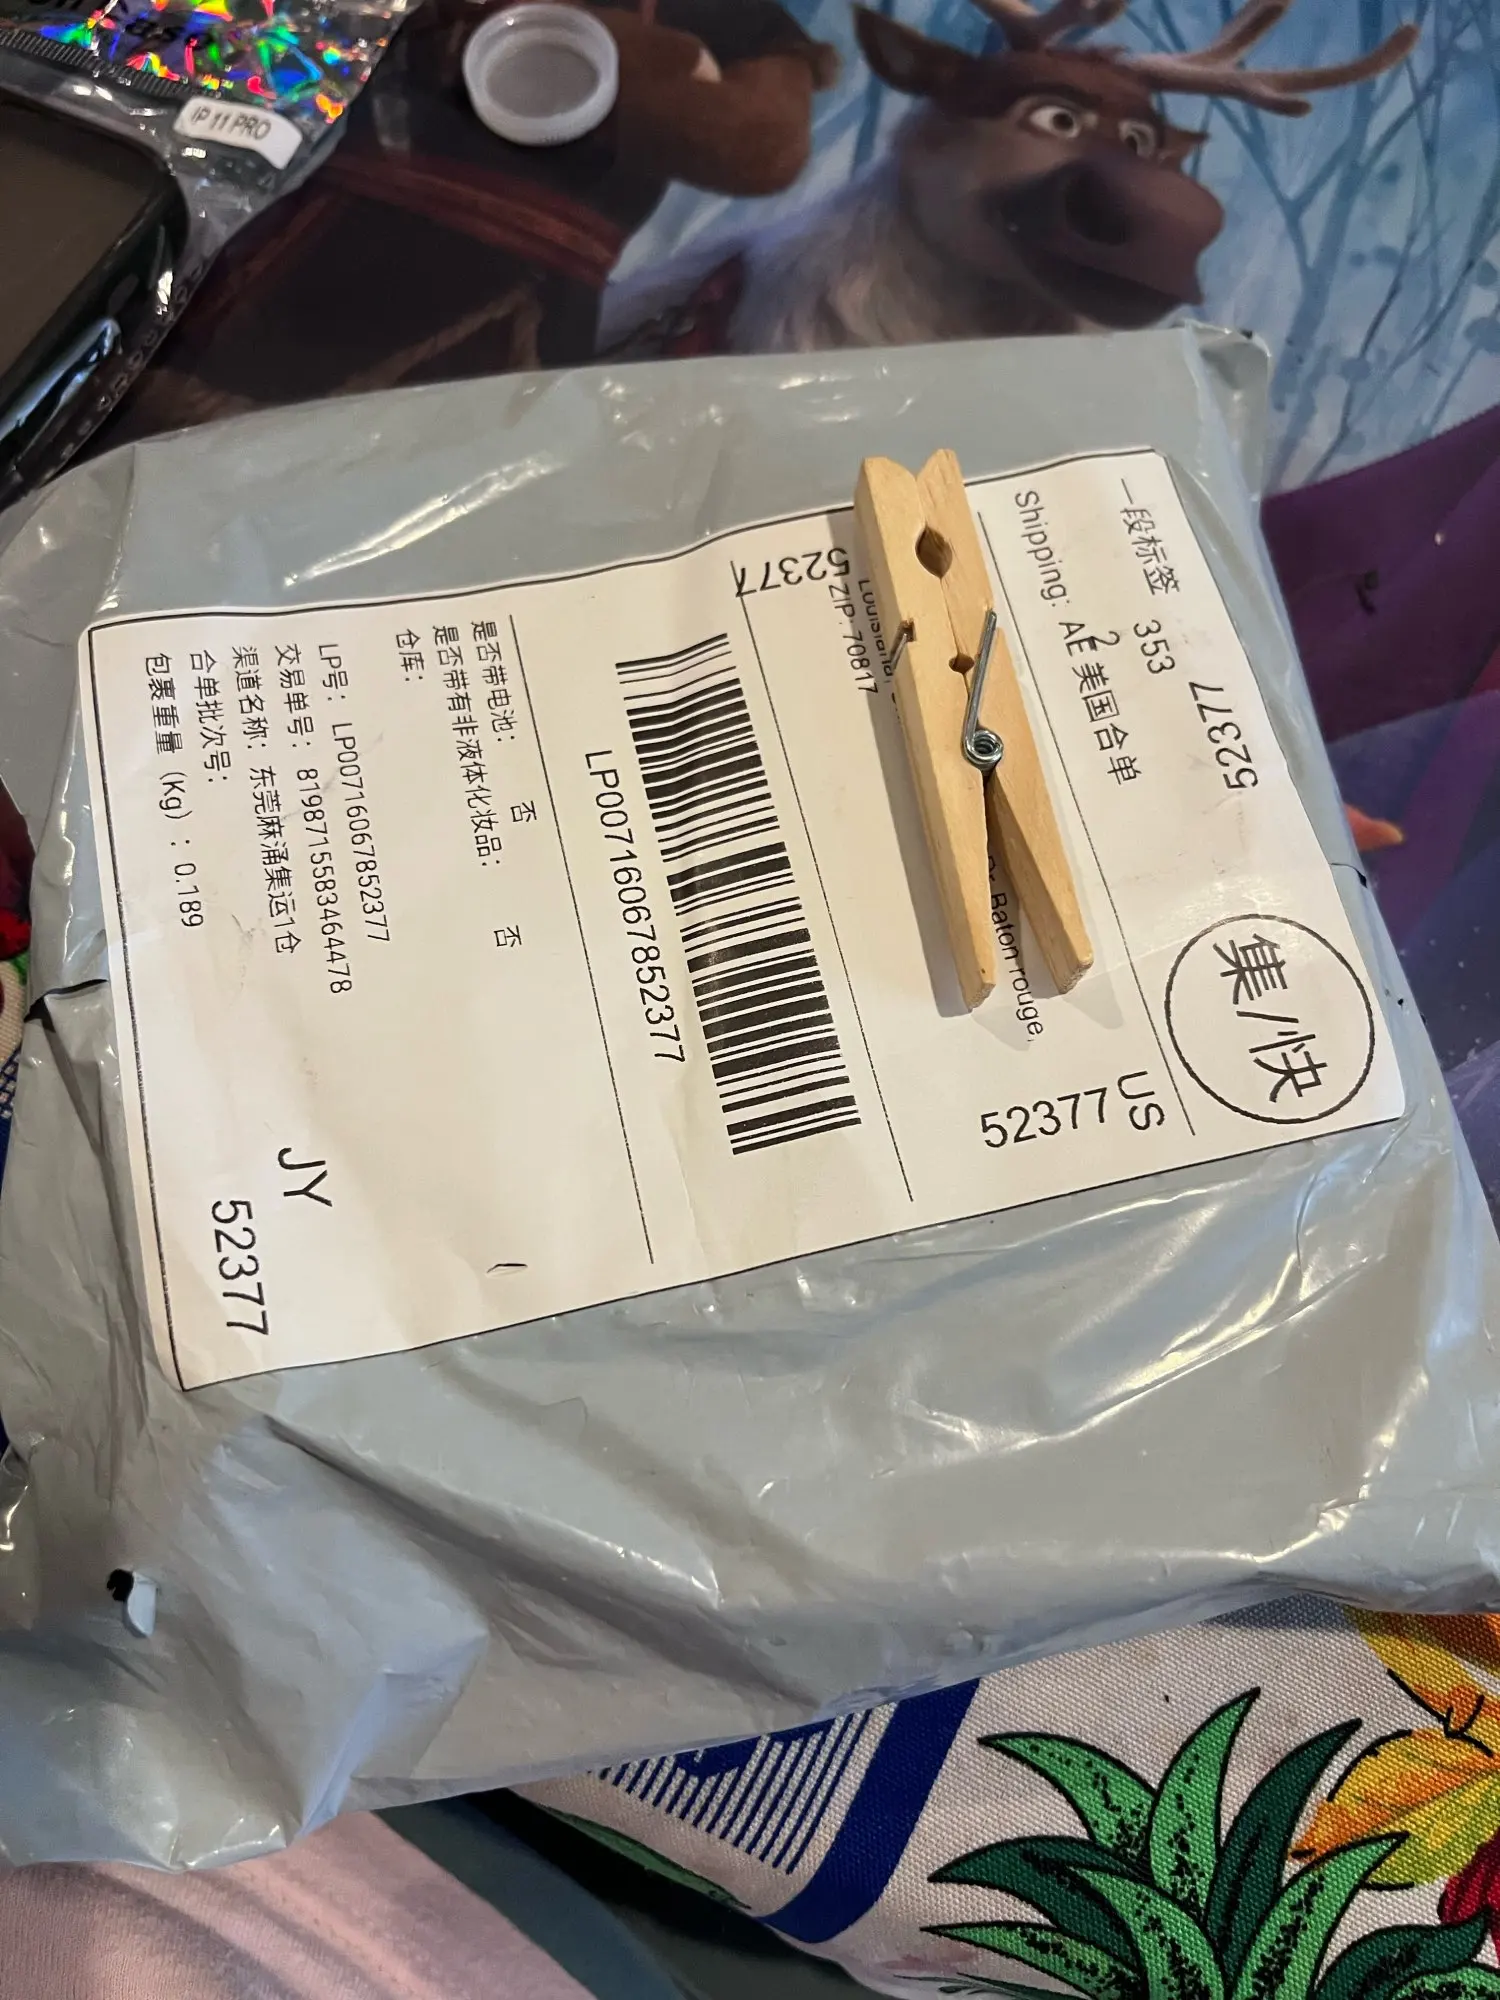 IP 11 PRO
一段标签 353
52377
集/快
Shipping: AE 美国合单
2
US
52377
Baton rouge,
Louisiana,
ZIP: 70817
52377
LP00716067852377
是否带电池: 否
是否带有非液体化妆品: 否
仓库:
LP号: LP00716067852377
交易单号: 8198715583464478
渠道名称: 东莞麻涌集运1仓
合单批次号:
包裹重量 (Kg) : 0.189
JY
52377